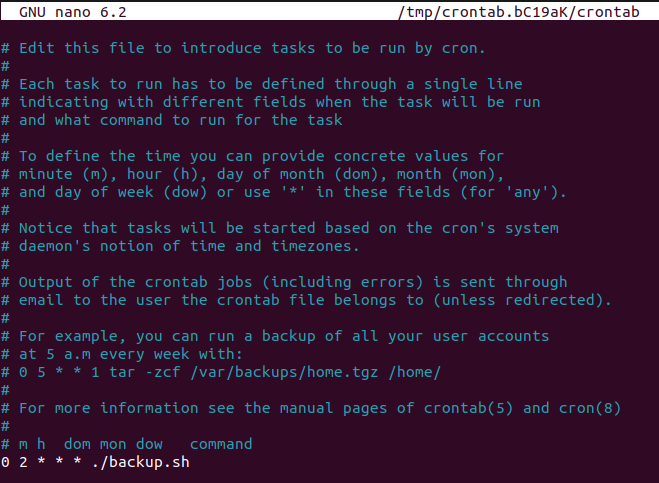 GNU nano 6.2 /tmp/crontab.bC19aK/crontab
# Edit this file to introduce tasks to be run by cron.
#
# Each task to run has to be defined through a single line
# indicating with different fields when the task will be run
# and what command to run for the task
#
# To define the time you can provide concrete values for
# minute (m), hour (h), day of month (dom), month (mon),
# and day of week (dow) or use '*' in these fields (for 'any').
#
# Notice that tasks will be started based on the cron's system
# daemon's notion of time and timezones.
#
# Output of the crontab jobs (including errors) is sent through
# email to the user the crontab file belongs to (unless redirected).
#
# For example, you can run a backup of all your user accounts
# at 5 a.m every week with:
# 0 5 * * 1 tar -zcf /var/backups/home.tgz /home/
#
# For more information see the manual pages of crontab(5) and cron(8)
#
# m h  dom mon dow   command
0 2 * * * ./backup.sh